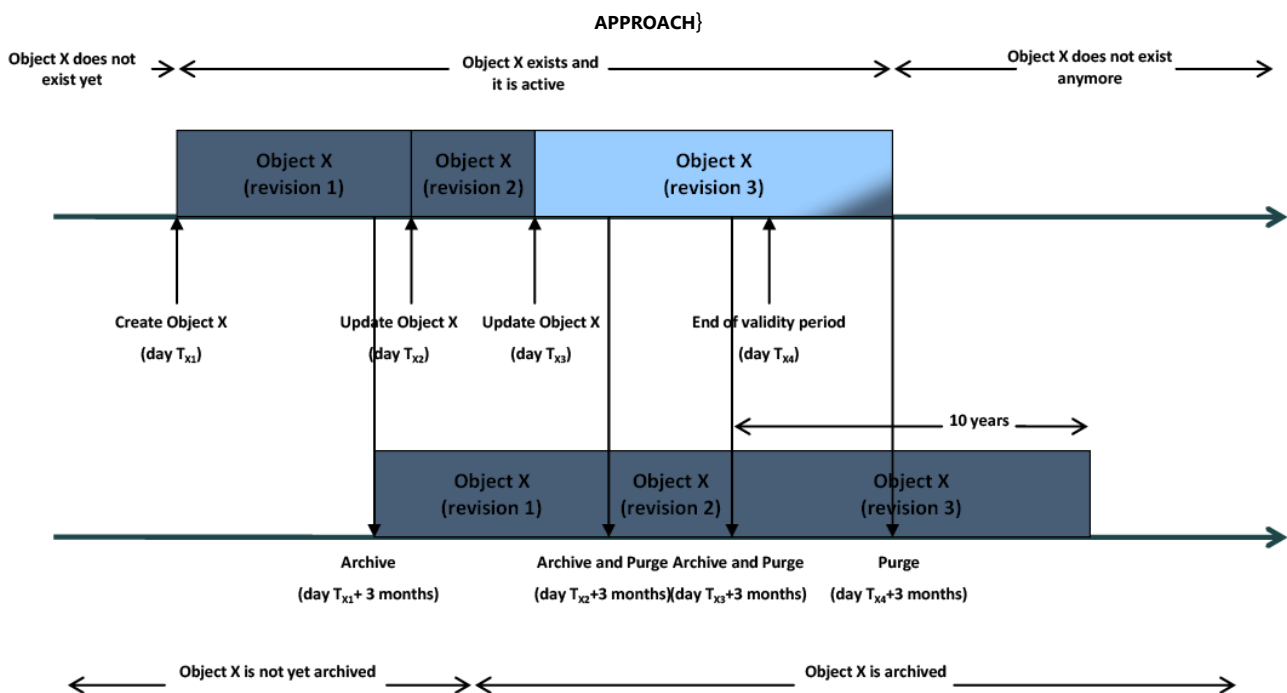 APPROACH}
Object X does not
exist yet
Object X exists and
it is active
Object X does not exist
anymore
Object X
(revision 1)
Object X
(revision 2)
Object X
(revision 3)
Create Object X
(day TX1)
Update Object X
(day TX2)
Update Object X
(day TX3)
End of validity period
(day TX4)
10 years
Object X
(revision 1)
Object X
(revision 2)
Object X
(revision 3)
Archive
(day TX1+ 3 months)
Archive and Purge
(day TX2+3 months)
Archive and Purge
(day TX3+3 months)
Purge
(day TX4+3 months)
Object X is not yet archived
Object X is archived